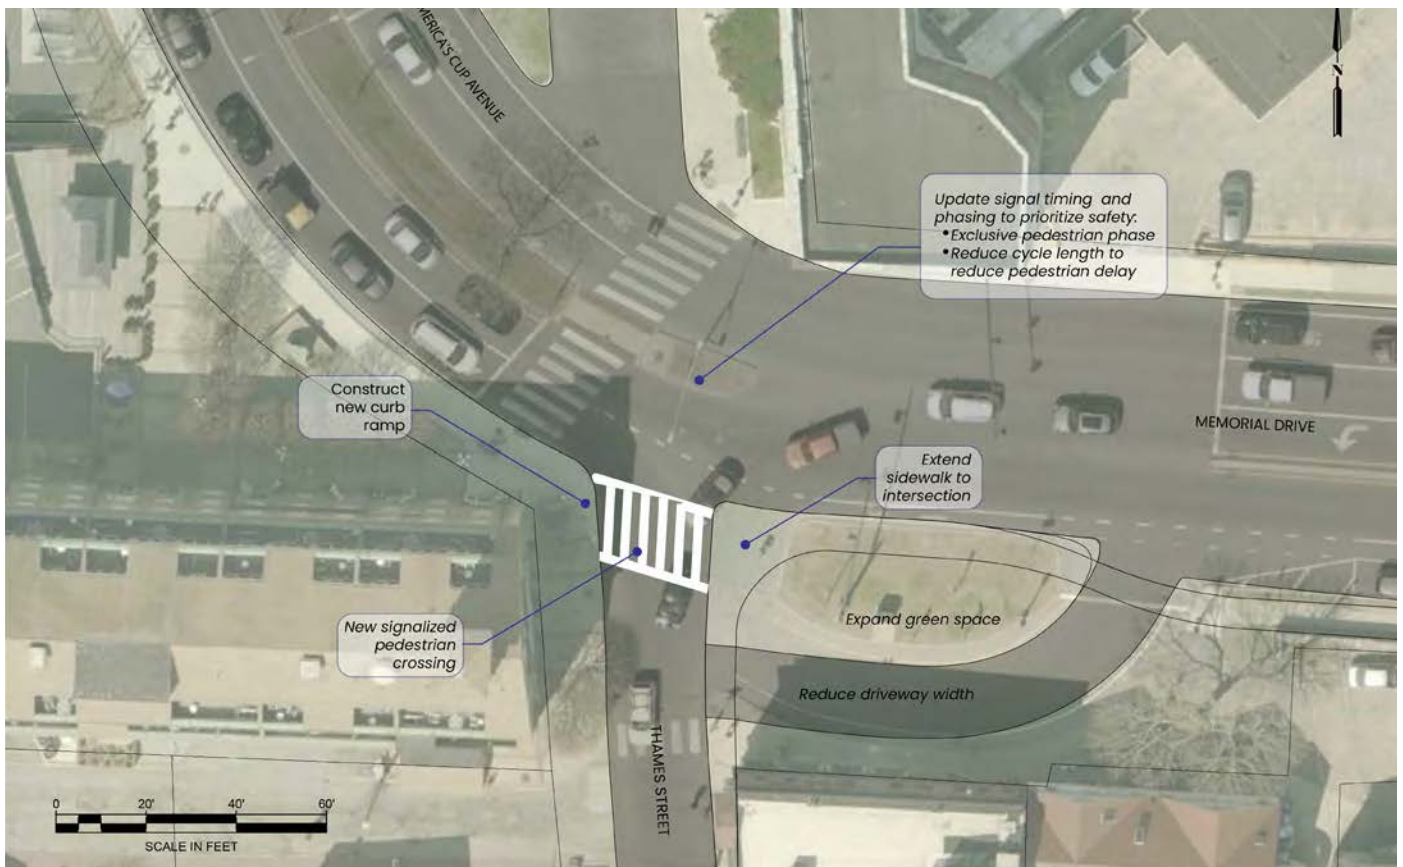 MERICA'S CUP AVENUE
N
Update signal timing and
phasing to prioritize safety:
•Exclusive pedestrian phase
•Reduce cycle length to
reduce pedestrian delay
Construct
new curb
ramp
MEMORIAL DRIVE
Extend
sidewalk to
intersection
New signalized
pedestrian
crossing
Expand green space
Reduce driveway width
THAMES STREET
0 20' 40' 60'
SCALE IN FEET